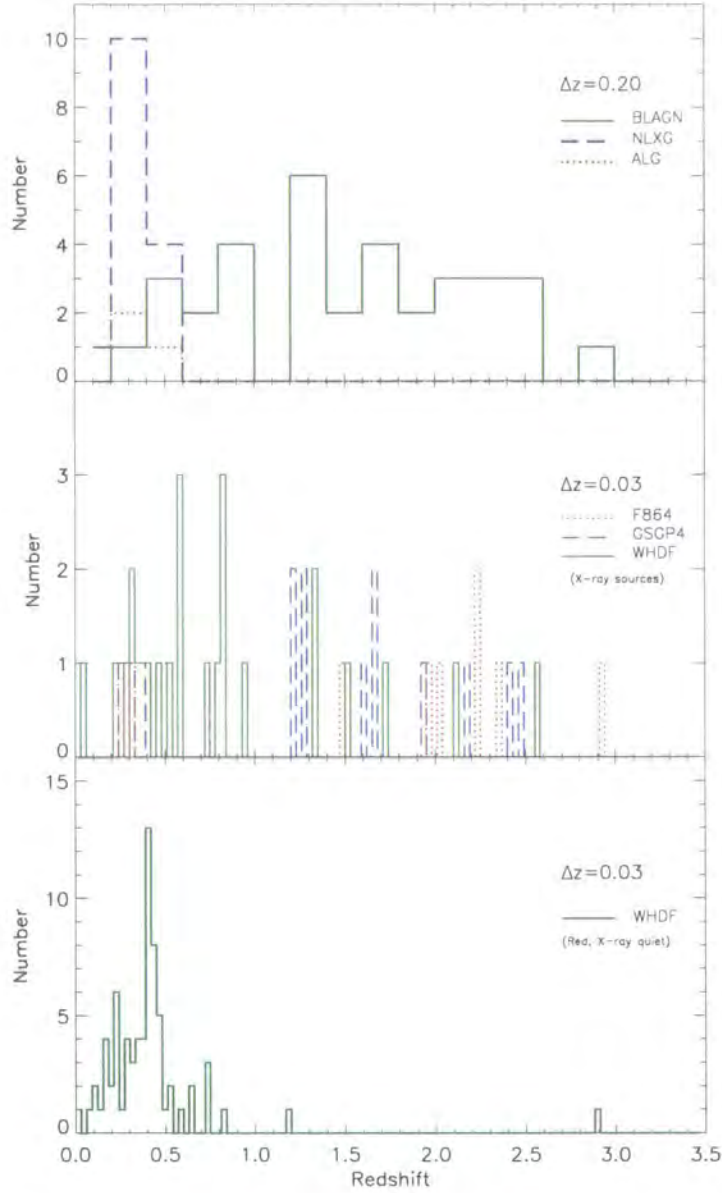 10
8
6
4
2
0
Number
Δz=0.20
BLAGN
NLXG
ALG
3
2
1
0
Number
Δz=0.03
F864
GSGP4
WHDF
(X-ray sources)
15
10
5
0
Number
Δz=0.03
WHDF
(Red, X-ray quiet)
0.0 0.5 1.0 1.5 2.0 2.5 3.0 3.5
Redshift